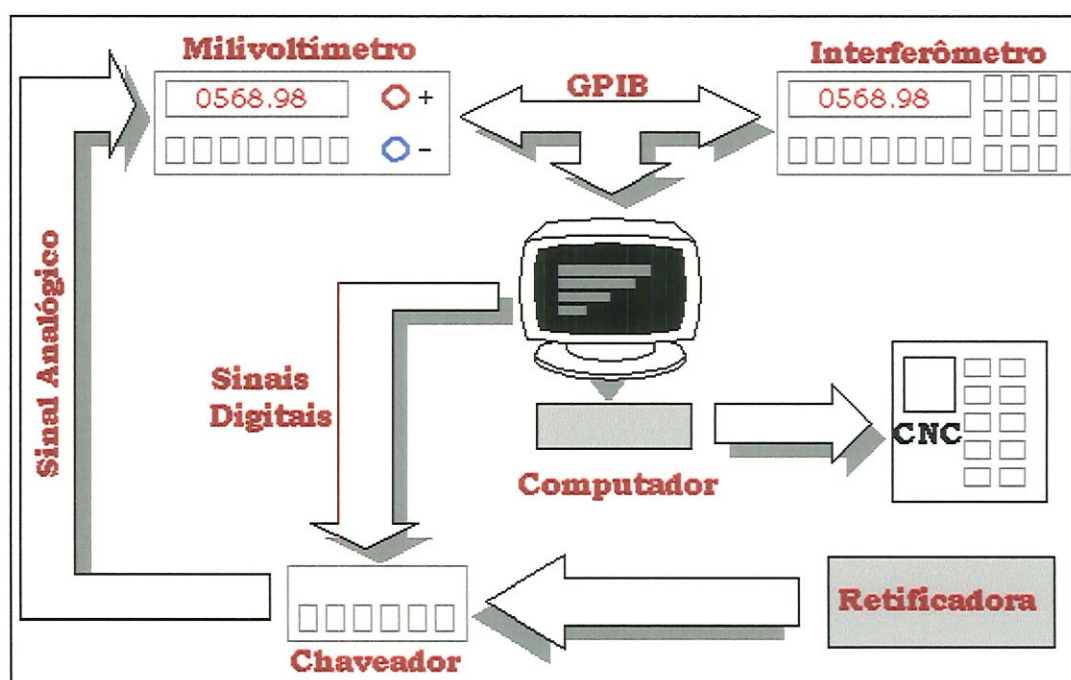 Milivoltímetro
Interferômetro
0568.98
+
−
GPIB
0568.98
Sinal Analógico
Sinais
Digitais
CNC
Computador
Retificadora
Chaveador